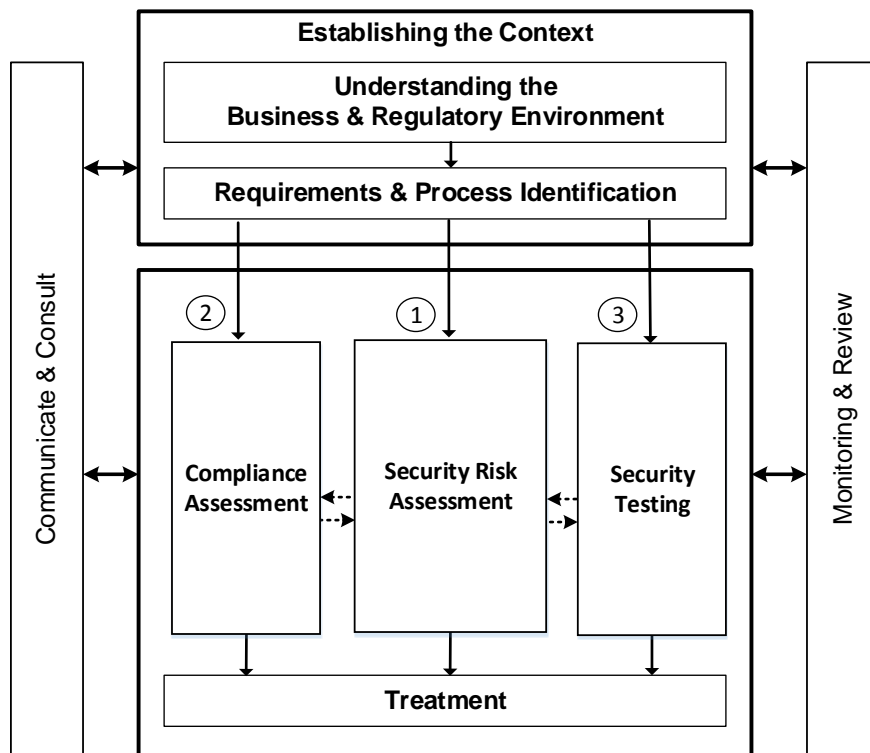 Establishing the Context
Understanding the
Business & Regulatory Environment
Requirements & Process Identification
Communicate & Consult
2
1
3
Compliance
Assessment
Security Risk
Assessment
Security
Testing
Treatment
Monitoring & Review